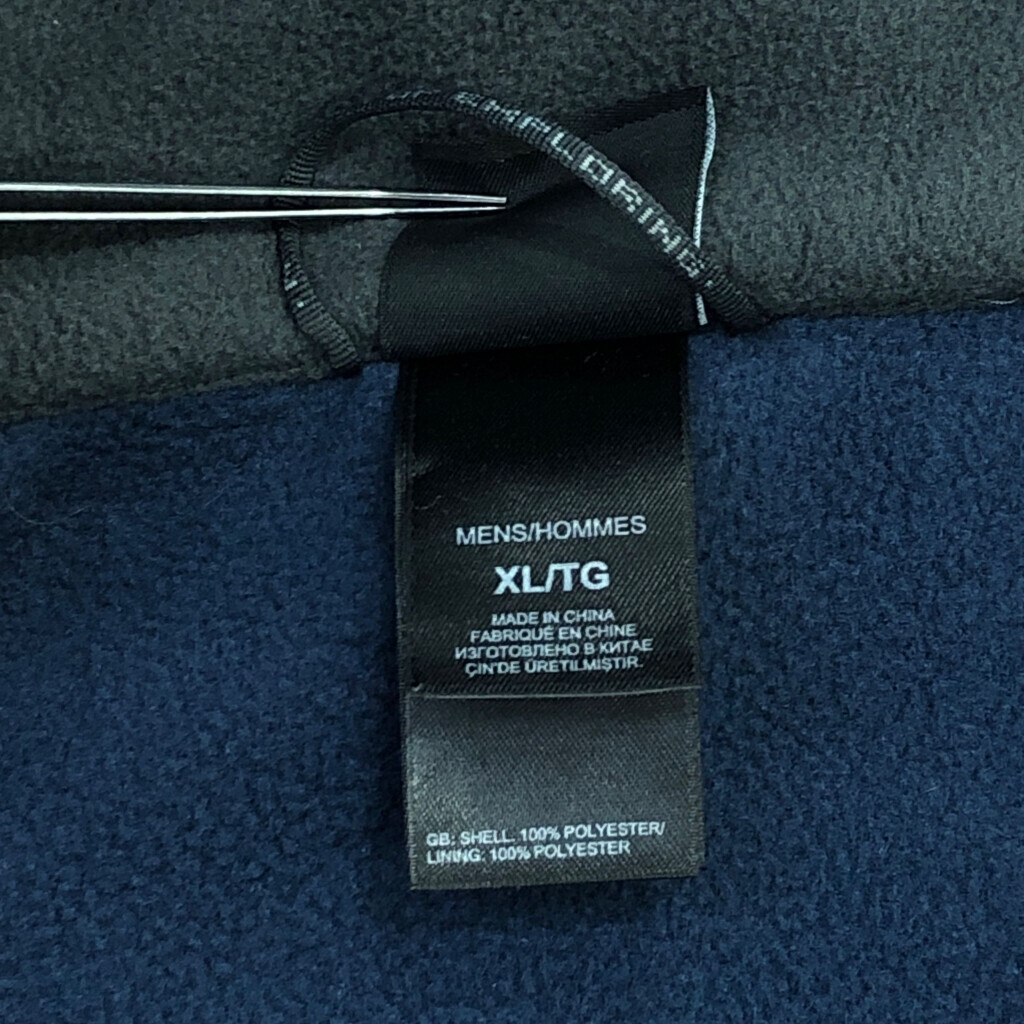 EXPLORING
MENS/HOMMES
XL/TG
MADE IN CHINA
FABRIQUÉ EN CHINE
ИЗГОТОВЛЕНО В КИТАЕ
ÇIN'DE ÜRETILMIŞTIR.
GB: SHELL. 100% POLYESTER/
LINING: 100% POLYESTER